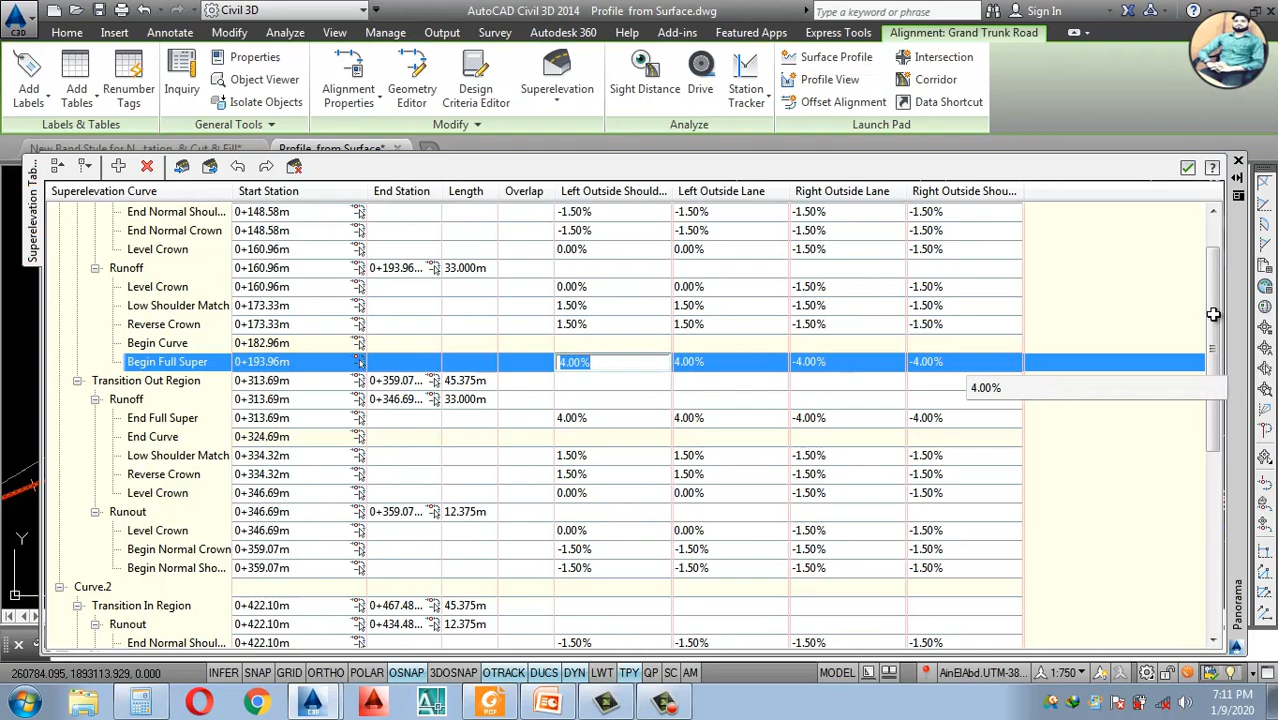 Civil 3D
AutoCAD Civil 3D 2014 Profile_from Surface.dwg
Type a keyword or phrase
Sign In
C3D
Home Insert Annotate Modify Analyze View Manage Output Survey Autodesk 360 Help Add-ins Featured Apps Express Tools Alignment: Grand Trunk Road
Add Labels
Add Tables
Renumber Tags
Inquiry
Properties
Object Viewer
Isolate Objects
Alignment Properties
Geometry Editor
Design Criteria Editor
Superelevation
Sight Distance
Drive
Station Tracker
Surface Profile
Profile View
Offset Alignment
Intersection
Corridor
Data Shortcut
Labels & Tables General Tools Modify Analyze Launch Pad
New Band Style for N...tation, & Cut & Fill* Profile_from Surface*
Superelevation Tab...
Superelevation Curve Start Station End Station Length Overlap Left Outside Should... Left Outside Lane Right Outside Lane Right Outside Shou...
End Normal Shoul... 0+148.58m -1.50% -1.50% -1.50% -1.50%
End Normal Crown 0+148.58m -1.50% -1.50% -1.50% -1.50%
Level Crown 0+160.96m 0.00% 0.00% -1.50% -1.50%
Runoff 0+160.96m 0+193.96... 33.000m
Level Crown 0+160.96m 0.00% 0.00% -1.50% -1.50%
Low Shoulder Match 0+173.33m 1.50% 1.50% -1.50% -1.50%
Reverse Crown 0+173.33m 1.50% 1.50% -1.50% -1.50%
Begin Curve 0+182.96m
Begin Full Super 0+193.96m 4.00% 4.00% -4.00% -4.00%
Transition Out Region 0+313.69m 0+359.07... 45.375m
4.00%
Runoff 0+313.69m 0+346.69... 33.000m
End Full Super 0+313.69m 4.00% 4.00% -4.00% -4.00%
End Curve 0+324.69m
Low Shoulder Match 0+334.32m 1.50% 1.50% -1.50% -1.50%
Reverse Crown 0+334.32m 1.50% 1.50% -1.50% -1.50%
Level Crown 0+346.69m 0.00% 0.00% -1.50% -1.50%
Runout 0+346.69m 0+359.07... 12.375m
Level Crown 0+346.69m 0.00% 0.00% -1.50% -1.50%
Begin Normal Crown 0+359.07m -1.50% -1.50% -1.50% -1.50%
Begin Normal Sho... 0+359.07m -1.50% -1.50% -1.50% -1.50%
Curve.2
Transition In Region 0+422.10m 0+467.48... 45.375m
Runout 0+422.10m 0+434.48... 12.375m
End Normal Shoul... 0+422.10m -1.50% -1.50% -1.50% -1.50%
Panorama
Y
260784.095, 1893113.929, 0.000 INFER SNAP GRID ORTHO POLAR OSNAP 3DOSNAP OTRACK DUCS DYN LWT TPY QP SC AM MODEL AinElAbd.UTM-38... 1:750
PDF
7:11 PM
1/9/2020